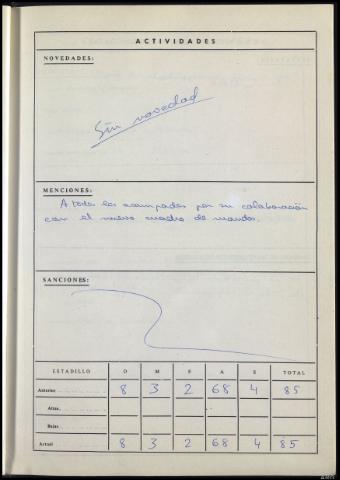 ACTIVIDADES
NOVEDADES:
Sin novedad
MENCIONES:
A todos los acampados por su colaboración
con el nuevo cuadro de mandos.
SANCIONES:
ESTADILLO O M E A E TOTAL
Anterior 8 3 2 68 4 85
Altas
Bajas
Actual 8 3 2 68 4 85